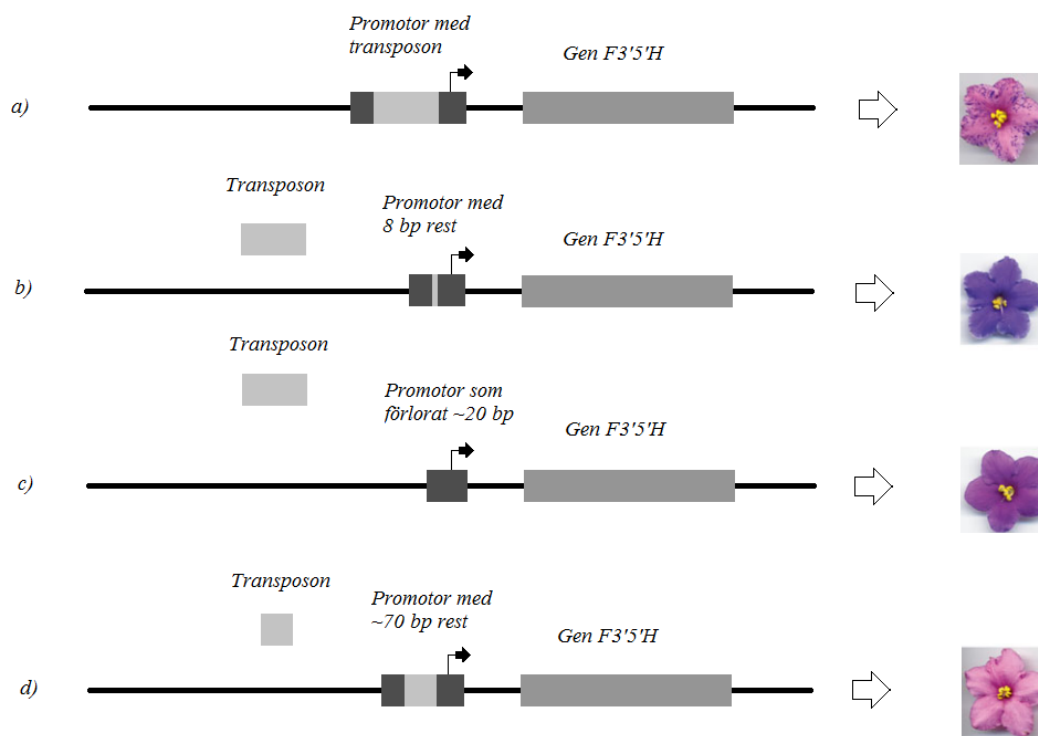 Promotor med
transposon
Gen F3'5'H
a)
Transposon
Promotor med
8 bp rest
Gen F3'5'H
b)
Transposon
Promotor som
förlorat ~20 bp
Gen F3'5'H
c)
Transposon
Promotor med
~70 bp rest
Gen F3'5'H
d)